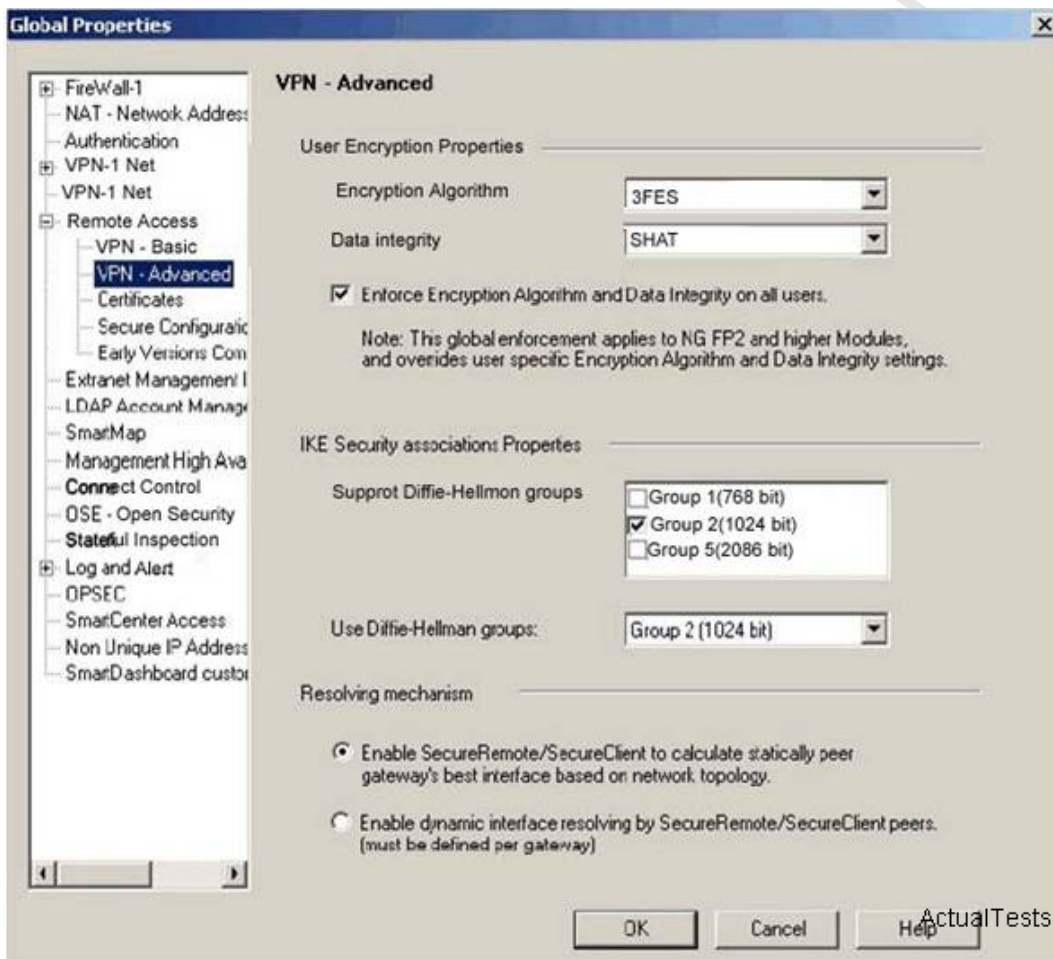 Global Properties
FireWall-1
NAT - Network Address
Authentication
VPN-1 Net
VPN-1 Net
Remote Access
VPN - Basic
VPN - Advanced
Certificates
Secure Configuratic
Early Versions Com
Extranet Management I
LDAP Account Manage
SmartMap
Management High Ava
Connect Control
OSE - Open Security
Stateful Inspection
Log and Alert
OPSEC
SmartCenter Access
Non Unique IP Address
SmartDashboard custor
VPN - Advanced
User Encryption Properties
Encryption Algorithm
3FES
Data integrity
SHAT
Enforce Encryption Algorithm and Data Integrity on all users.
Note: This global enforcement applies to NG FP2 and higher Modules,
and overrides user specific Encryption Algorithm and Data Integrity settings.
IKE Security associations Propertes
Supprot Diffie-Hellmon groups
Group 1(768 bit)
Group 2(1024 bit)
Group 5(2086 bit)
Use Diffie-Hellman groups:
Group 2 (1024 bit)
Resolving mechanism
Enable SecureRemote/SecureClient to calculate statically peer
gateway's best interface based on network topology.
Enable dynamic interface resolving by SecureRemote/SecureClient peers.
(must be defined per gateway)
OK
Cancel
Help
ActualTests